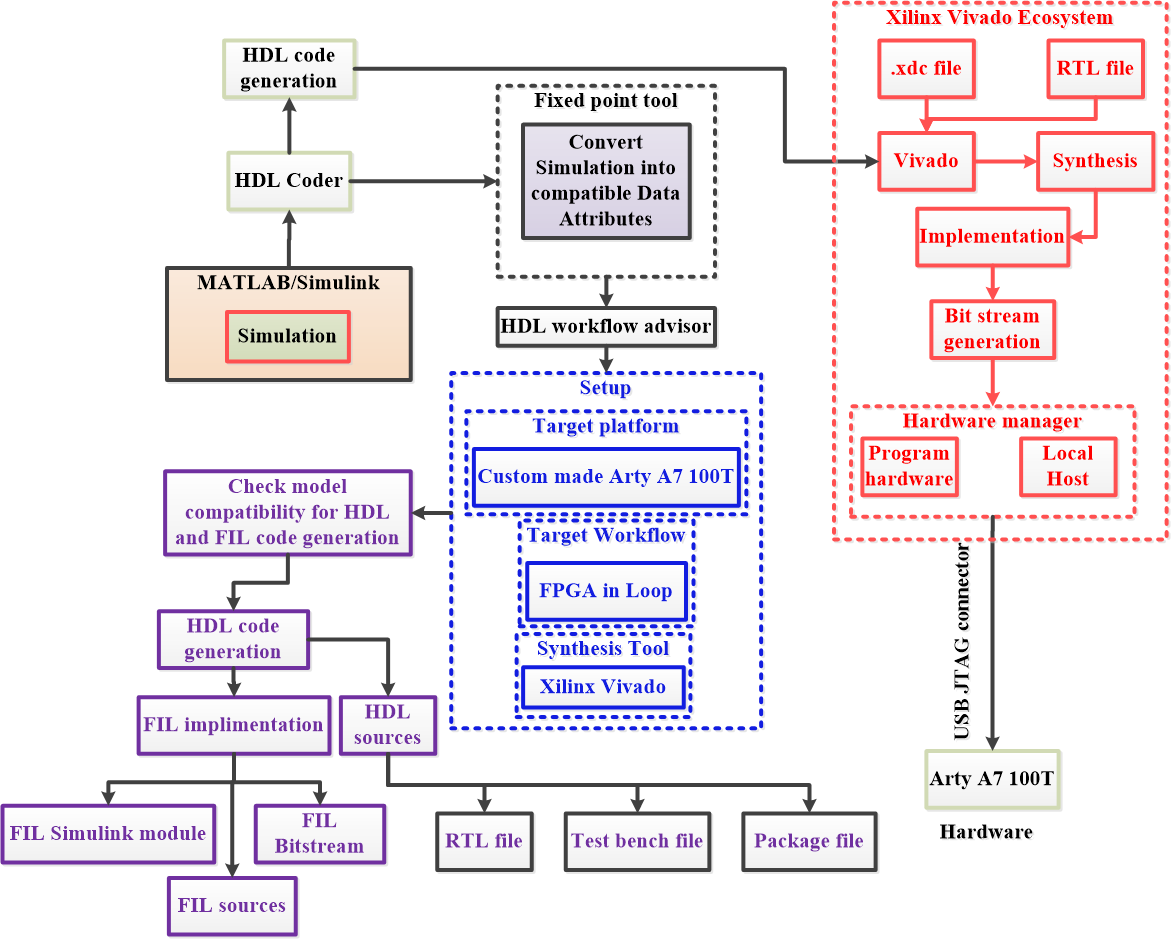 HDL code
generation
HDL Coder
MATLAB/Simulink
Simulation
Fixed point tool
Convert
Simulation into
compatible Data
Attributes
HDL workflow advisor
Setup
Target platform
Custom made Arty A7 100T
Target Workflow
FPGA in Loop
Synthesis Tool
Xilinx Vivado
Check model
compatibility for HDL
and FIL code generation
HDL code
generation
FIL implimentation
HDL
sources
FIL Simulink module
FIL
Bitstream
FIL sources
RTL file
Test bench file
Package file
Xilinx Vivado Ecosystem
.xdc file
RTL file
Vivado
Synthesis
Implementation
Bit stream
generation
Hardware manager
Program
hardware
Local
Host
USB JTAG connector
Arty A7 100T
Hardware